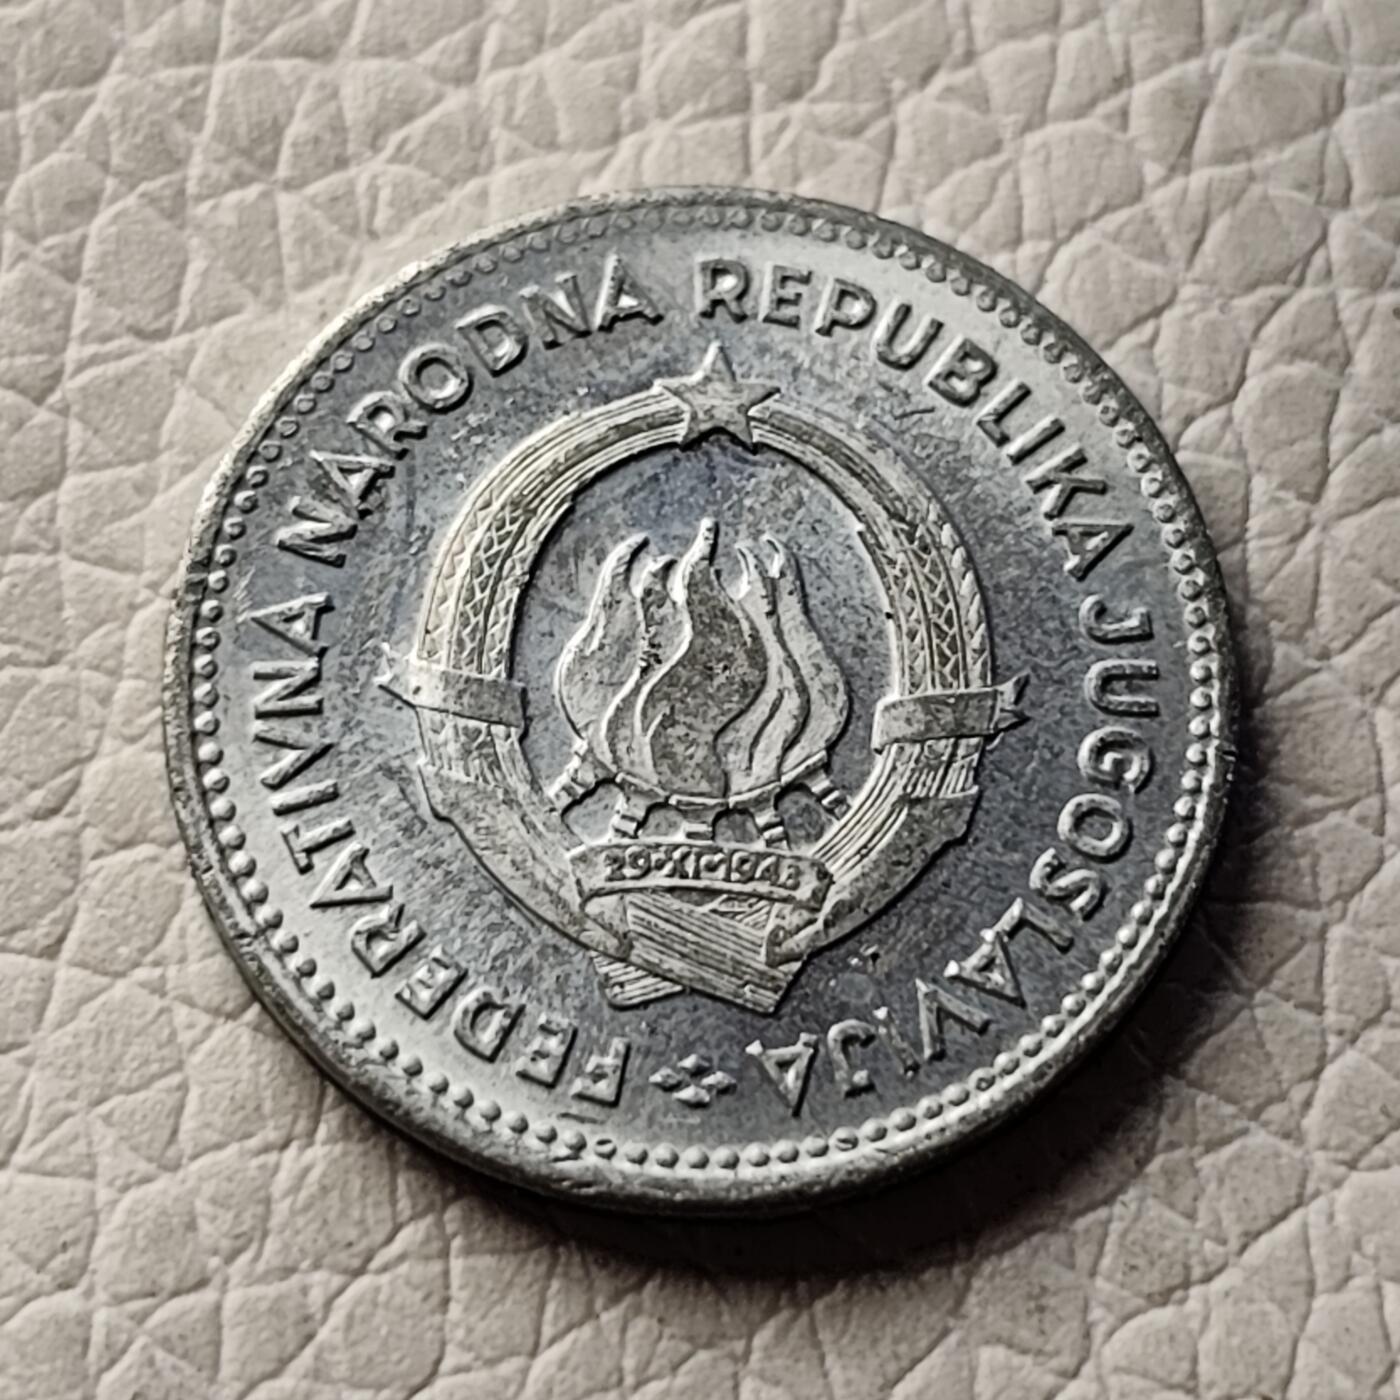 FEDERATIVNA NARODNA REPUBLIKA JUGOSLAVIJA
29·XI·1943